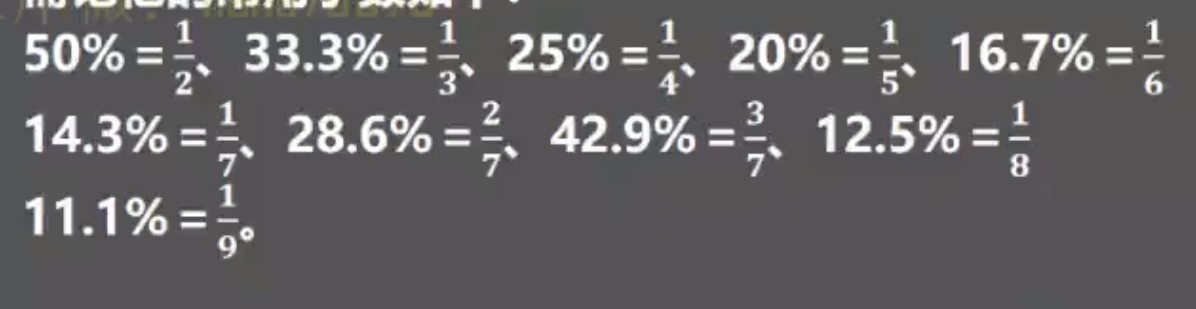 50% = 1/2、33.3% = 1/3、25% = 1/4、20% = 1/5、16.7% = 1/6
14.3% = 1/7、28.6% = 2/7、42.9% = 3/7、12.5% = 1/8
11.1% = 1/9。